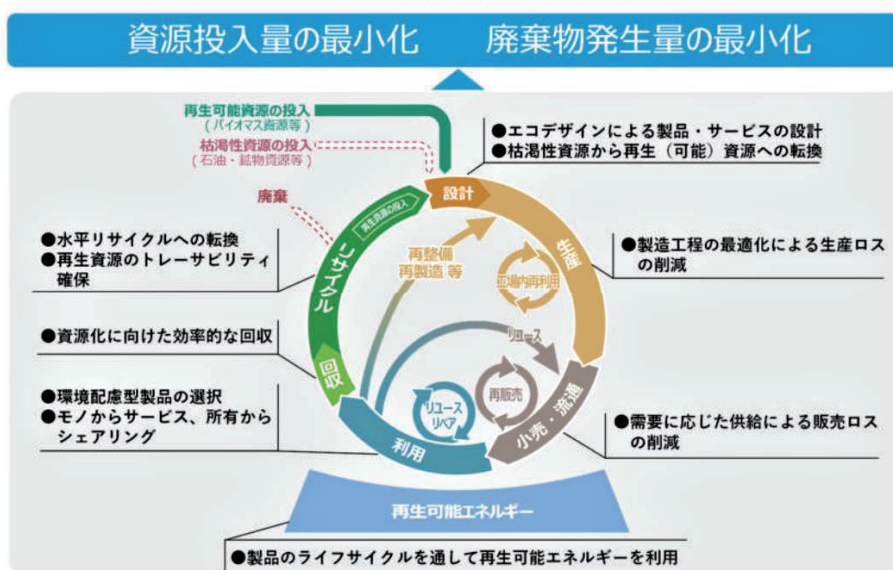 資源投入量の最小化 廃棄物発生量の最小化
再生可能資源の投入
(バイオマス資源等)
枯渇性資源の投入
(石油・鉱物資源等)
廃棄
●エコデザインによる製品・サービスの設計
●枯渇性資源から再生(可能)資源への転換
設計
再生資源の投入
リサイクル
●水平リサイクルへの転換
●再生資源のトレーサビリティ
確保
再整備
再製造 等
工場内再利用
生産
●製造工程の最適化による生産ロス
の削減
●資源化に向けた効率的な回収
回収
リユース
●環境配慮型製品の選択
●モノからサービス、所有から
シェアリング
利用
リユース
リペア
再販売
小売・流通
●需要に応じた供給による販売ロス
の削減
再生可能エネルギー
●製品のライフサイクルを通して再生可能エネルギーを利用